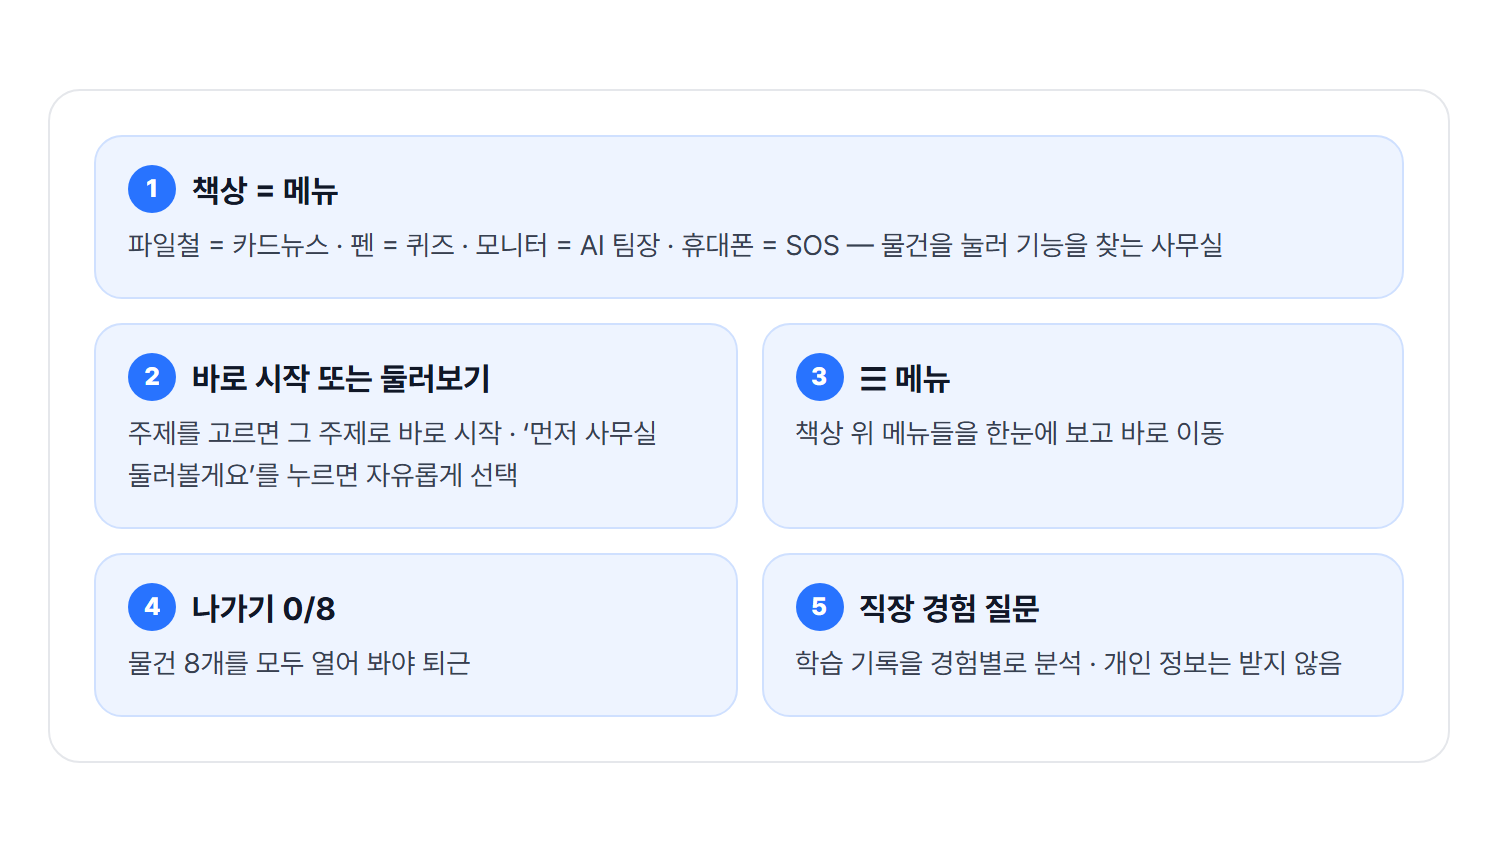 1 책상 = 메뉴
파일철 = 카드뉴스 · 펜 = 퀴즈 · 모니터 = AI 팀장 · 휴대폰 = SOS — 물건을 눌러 기능을 찾는 사무실
2 바로 시작 또는 둘러보기
주제를 고르면 그 주제로 바로 시작 · ‘먼저 사무실
둘러볼게요’를 누르면 자유롭게 선택
3 ☰ 메뉴
책상 위 메뉴들을 한눈에 보고 바로 이동
4 나가기 0/8
물건 8개를 모두 열어 봐야 퇴근
5 직장 경험 질문
학습 기록을 경험별로 분석 · 개인 정보는 받지 않음